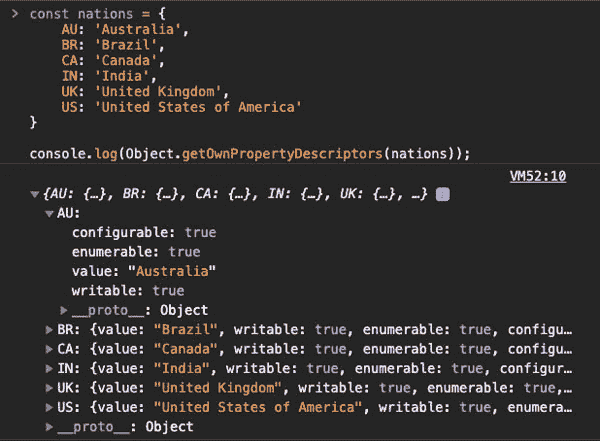 > const nations = {
AU: 'Australia',
BR: 'Brazil',
CA: 'Canada',
IN: 'India',
UK: 'United Kingdom',
US: 'United States of America'
}
console.log(Object.getOwnPropertyDescriptors(nations));
VM52:10
▼{AU: {…}, BR: {…}, CA: {…}, IN: {…}, UK: {…}, …} i
▼AU:
configurable: true
enumerable: true
value: "Australia"
writable: true
▶__proto__: Object
▶BR: {value: "Brazil", writable: true, enumerable: true, configu…
▶CA: {value: "Canada", writable: true, enumerable: true, configu…
▶IN: {value: "India", writable: true, enumerable: true, configur…
▶UK: {value: "United Kingdom", writable: true, enumerable: true,…
▶US: {value: "United States of America", writable: true, enumera…
▶__proto__: Object